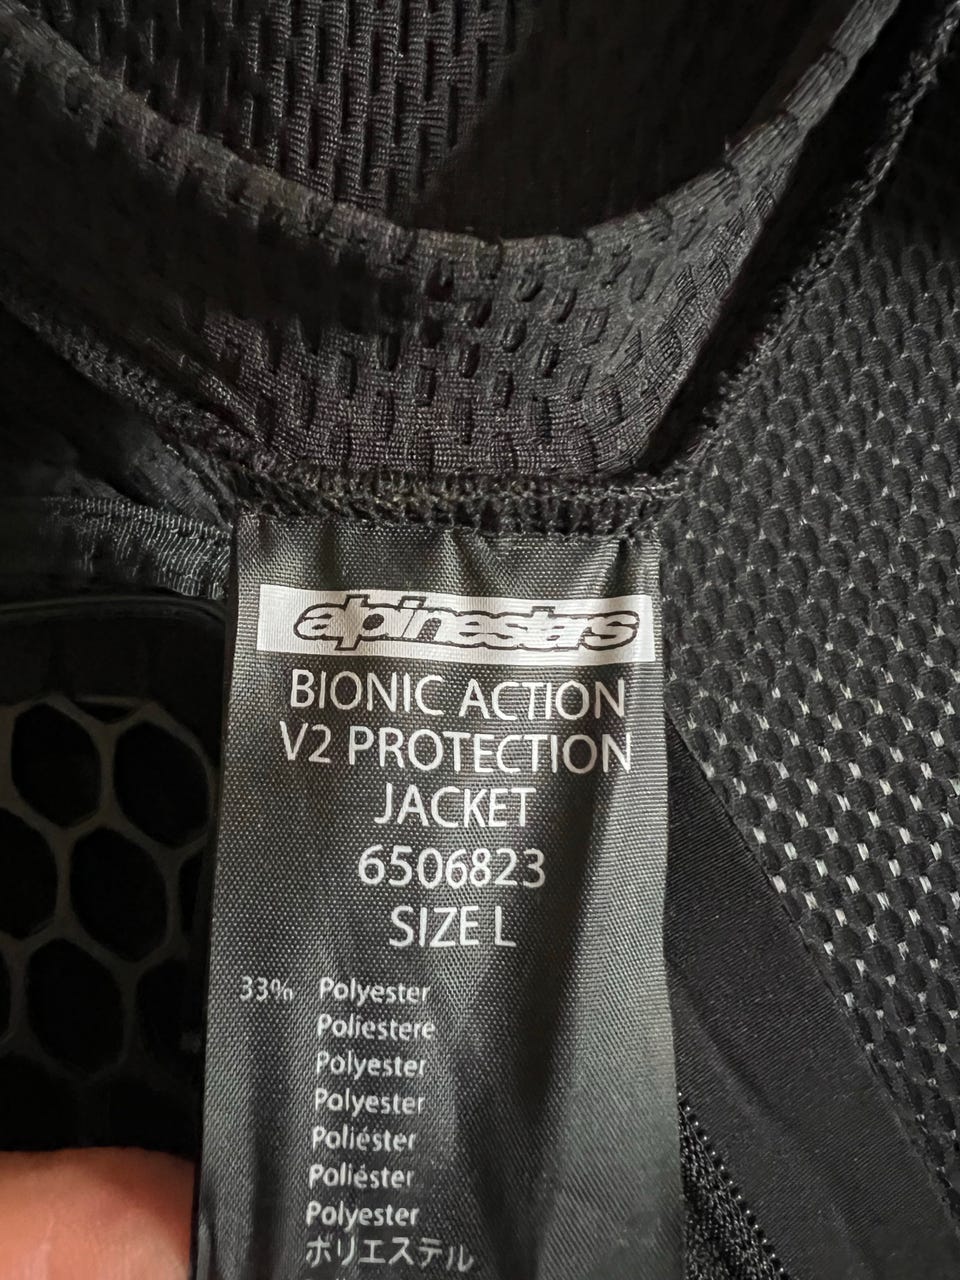 alpinestars
BIONIC ACTION
V2 PROTECTION
JACKET
6506823
SIZE L
33% Polyester
Poliestere
Polyester
Polyester
Poliéster
Poliéster
Polyester
ポリエステル